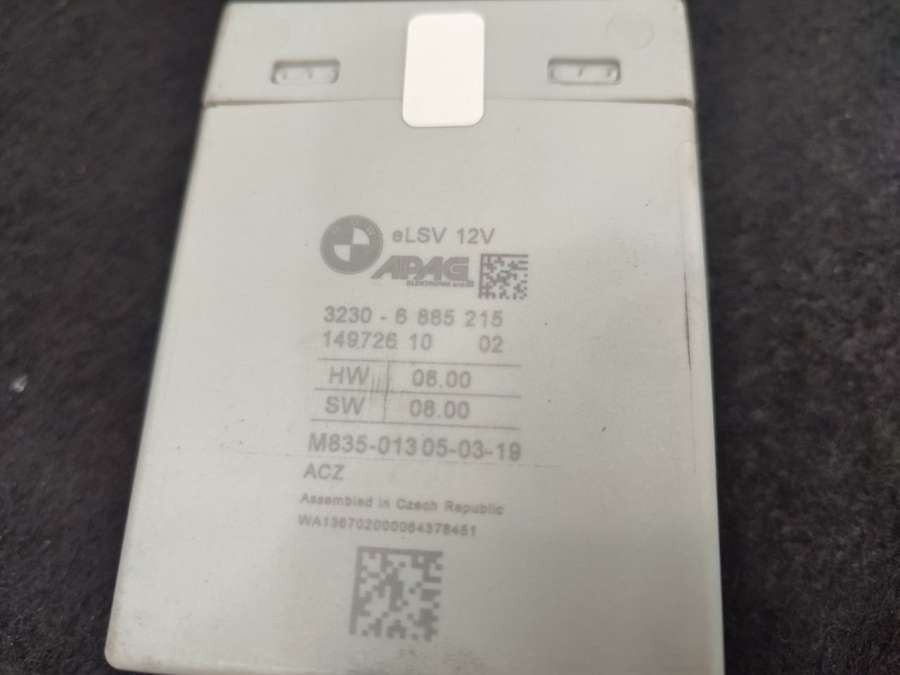 eLSV 12V
APAG
ELEKTRONIK
3230 - 6 885 215
149726 10 02
HW 08.00
SW 08.00
M835-013 05-03-19
ACZ
Assembled in Czech Republic
WA136702000064378451